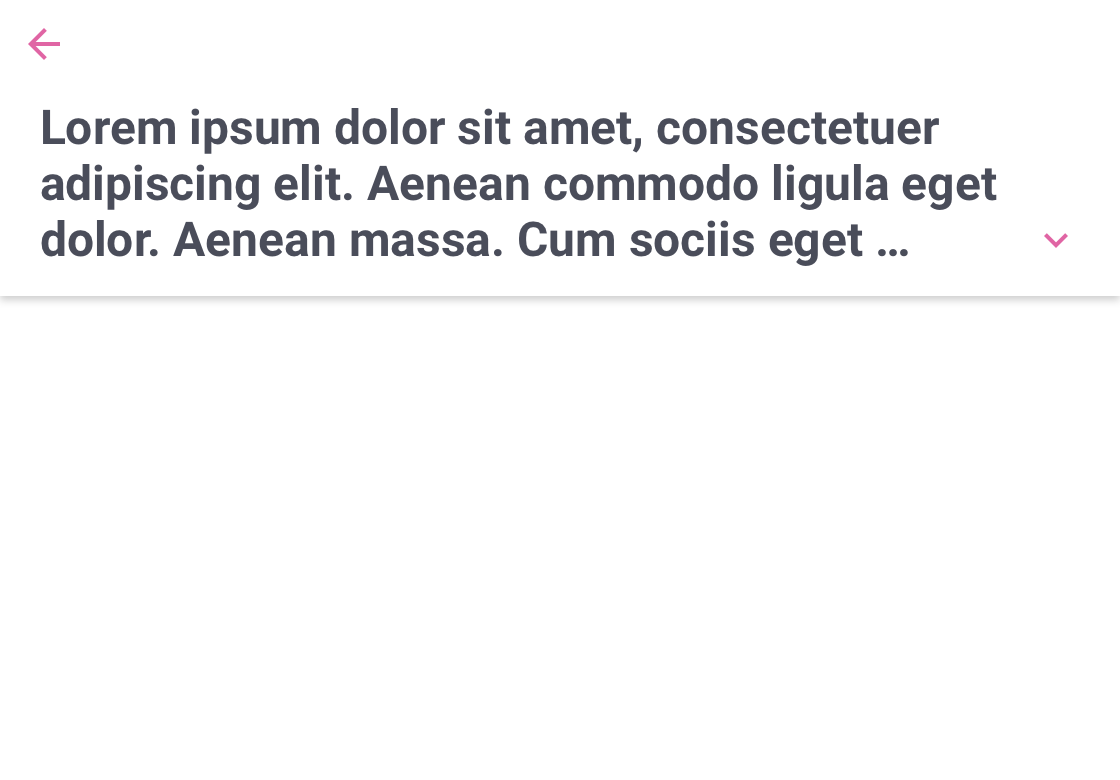 Lorem ipsum dolor sit amet, consectetuer
adipiscing elit. Aenean commodo ligula eget
dolor. Aenean massa. Cum sociis eget ...